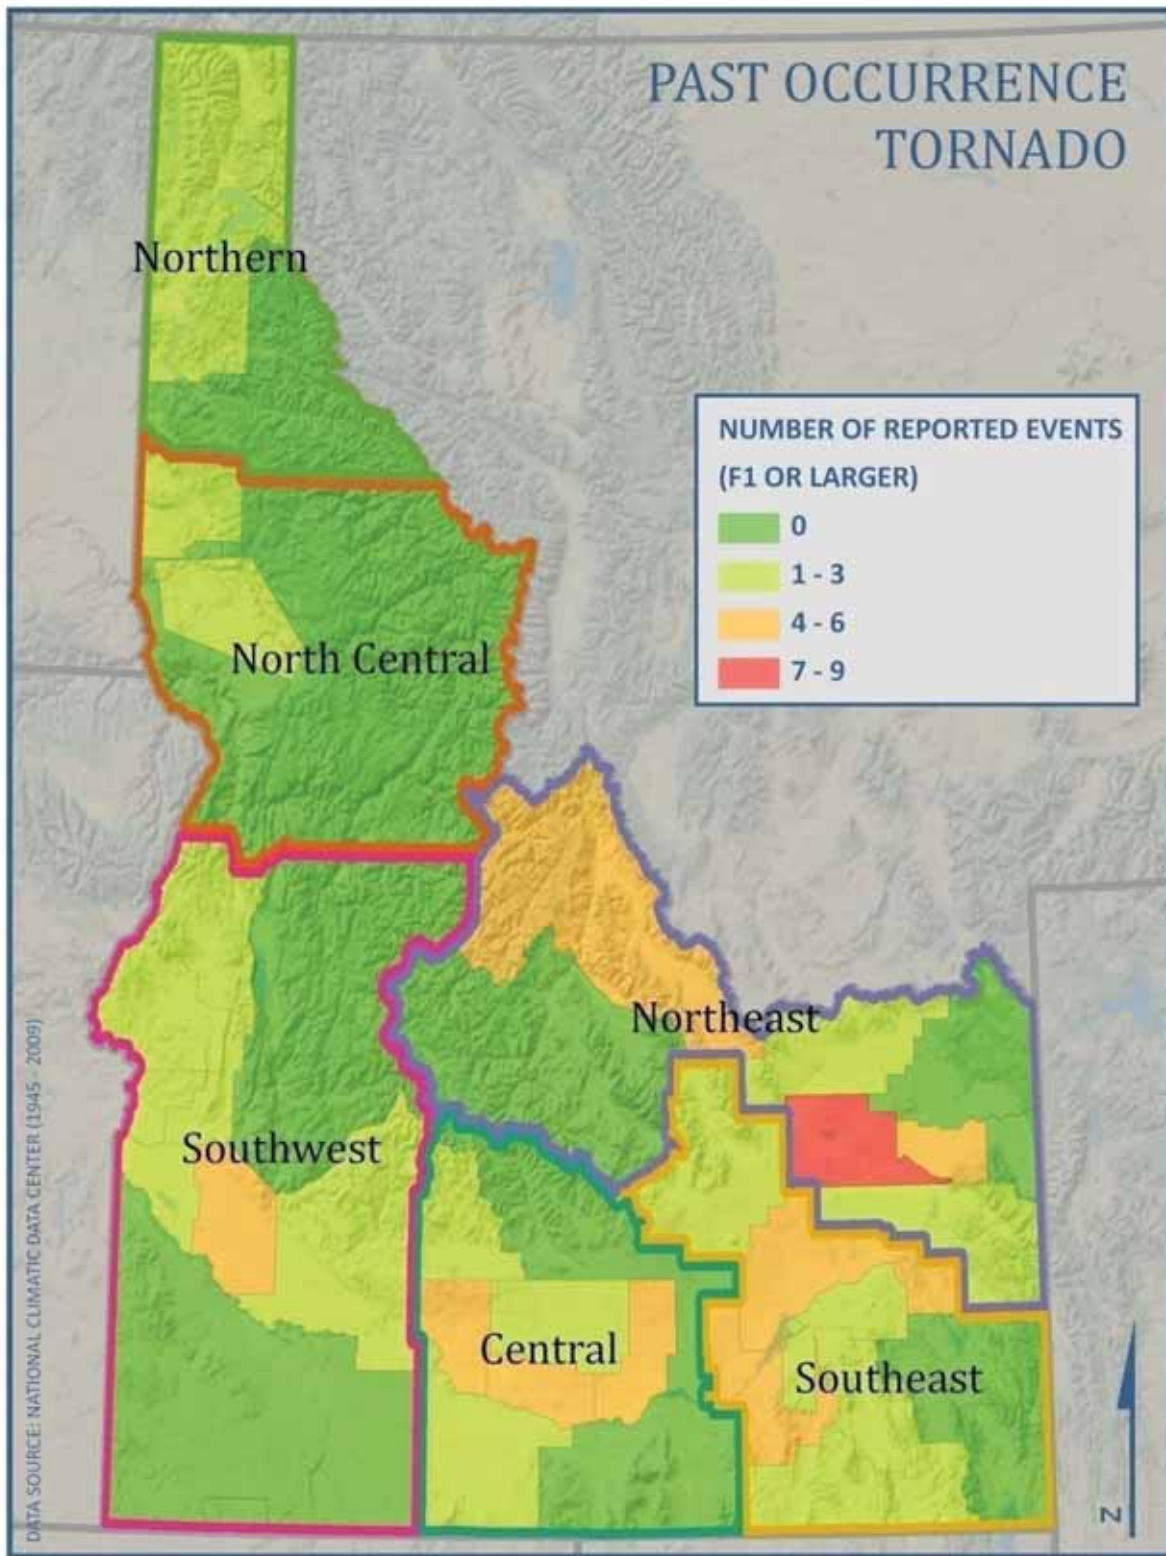 PAST OCCURRENCE
TORNADO
Northern
NUMBER OF REPORTED EVENTS
(F1 OR LARGER)
0
1 - 3
4 - 6
7 - 9
North Central
Northeast
Southwest
Central
Southeast
DATA SOURCE: NATIONAL CLIMATIC DATA CENTER (1945 - 2009)
N